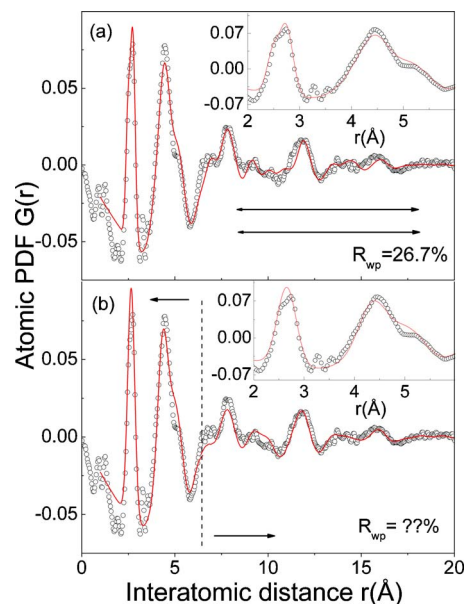 (a)
0.07
0.00
-0.07
2 3 4 5
r(Å)
0.05
0.00
-0.05
R_wp=26.7%
Atomic PDF G(r)
(b)
0.07
0.00
-0.07
2 3 4 5
r(Å)
0.05
0.00
-0.05
R_wp= ??%
0 5 10 15 20
Interatomic distance r(Å)